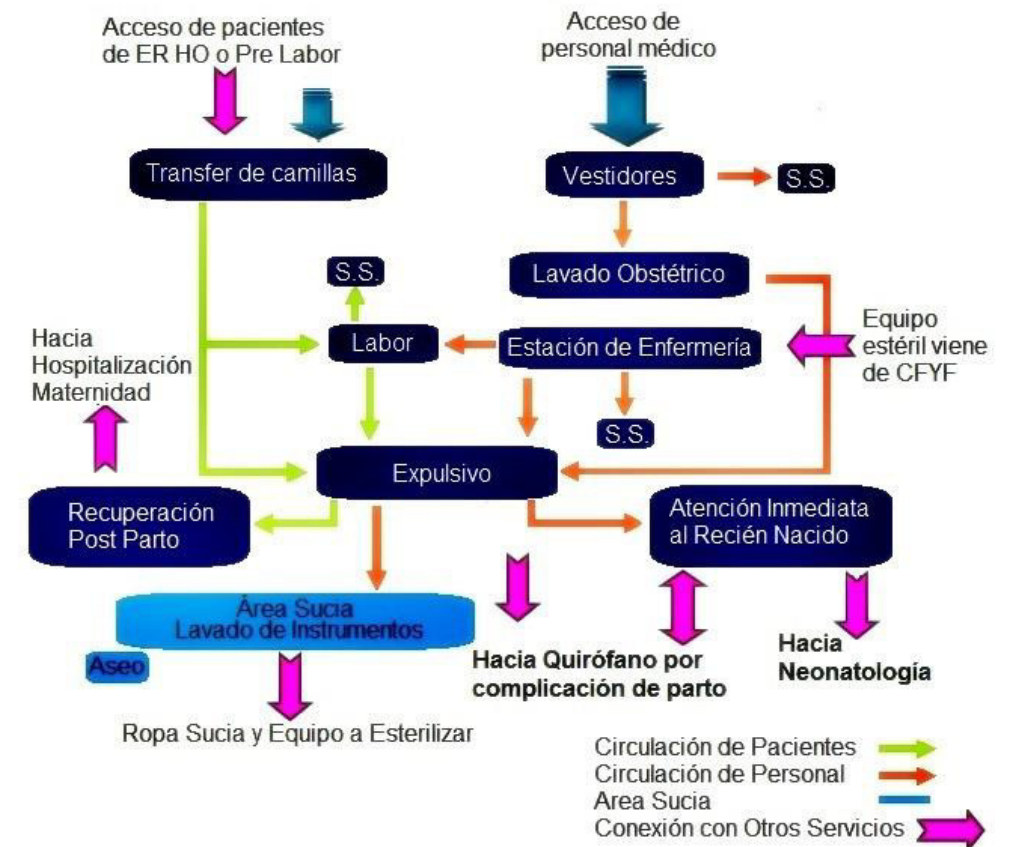 Acceso de pacientes
de ER HO o Pre Labor
Acceso de
personal médico
Transfer de camillas
Vestidores
S.S.
S.S.
Lavado Obstétrico
Hacia
Hospitalización
Maternidad
Labor
Estación de Enfermería
Equipo
estéril viene
de CFYF
S.S.
Expulsivo
Recuperación
Post Parto
Atención Inmediata
al Recién Nacido
Área Sucia
Lavado de Instrumentos
Aseo
Hacia Quirófano por
complicación de parto
Hacia
Neonatología
Ropa Sucia y Equipo a Esterilizar
Circulación de Pacientes
Circulación de Personal
Area Sucia
Conexión con Otros Servicios